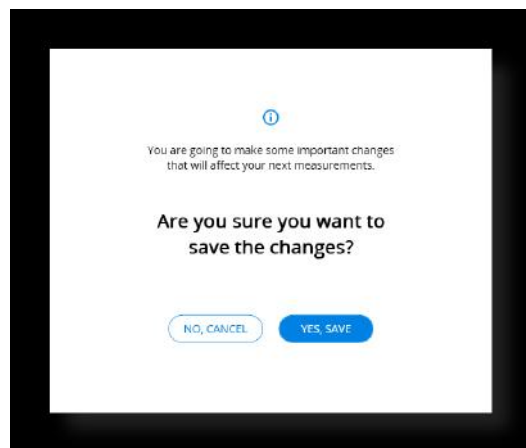 You are going to make some important changes
that will affect your next measurements.
Are you sure you want to
save the changes?
NO, CANCEL
YES, SAVE